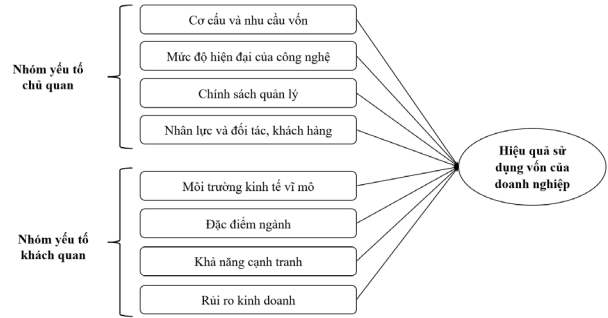 Nhóm yếu tố
chủ quan
Cơ cấu và nhu cầu vốn
Mức độ hiện đại của công nghệ
Chính sách quản lý
Nhân lực và đối tác, khách hàng
Nhóm yếu tố
khách quan
Môi trường kinh tế vĩ mô
Đặc điểm ngành
Khả năng cạnh tranh
Rủi ro kinh doanh
Hiệu quả sử
dụng vốn của
doanh nghiệp